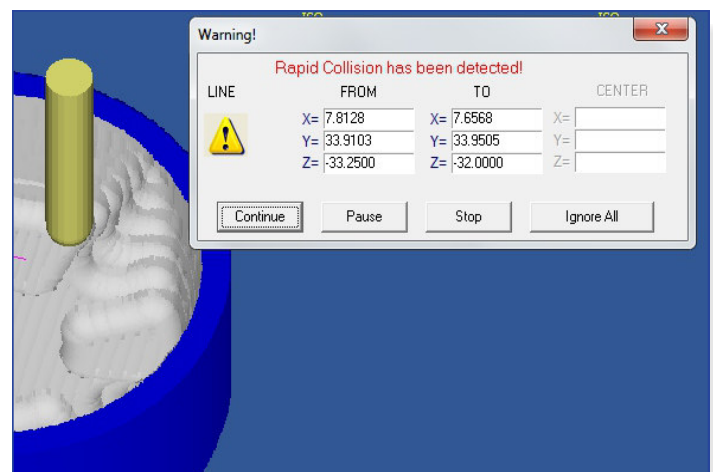 Warning!
Rapid Collision has been detected!
LINE FROM TO CENTER
X= 7.8128 X= 7.6568 X=
Y= 33.9103 Y= 33.9505 Y=
Z= -33.2500 Z= -32.0000 Z=
Continue Pause Stop Ignore All